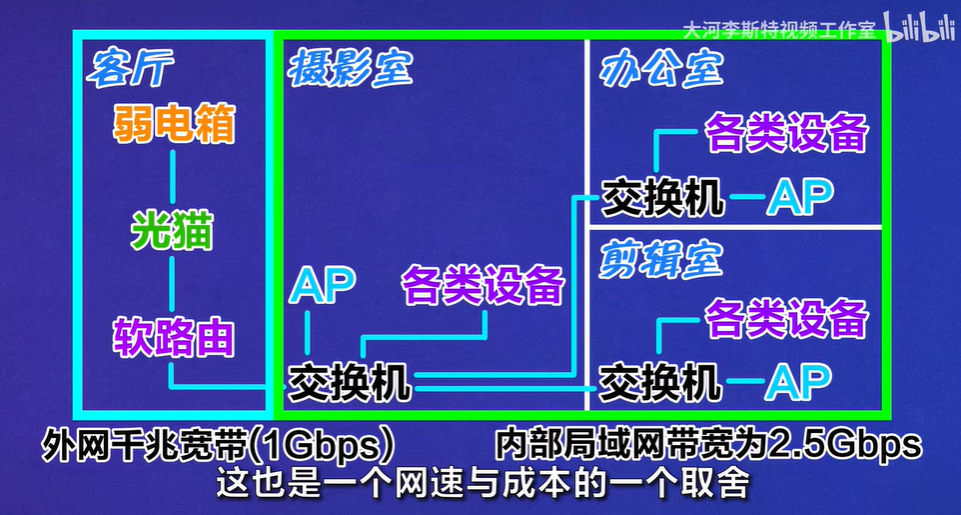 大河李斯特视频工作室 bilibili
客厅
弱电箱
光猫
软路由
摄影室
AP
各类设备
交换机
办公室
各类设备
交换机
AP
剪辑室
各类设备
交换机
AP
外网千兆宽带(1Gbps)
内部局域网带宽为2.5Gbps
这也是一个网速与成本的一个取舍